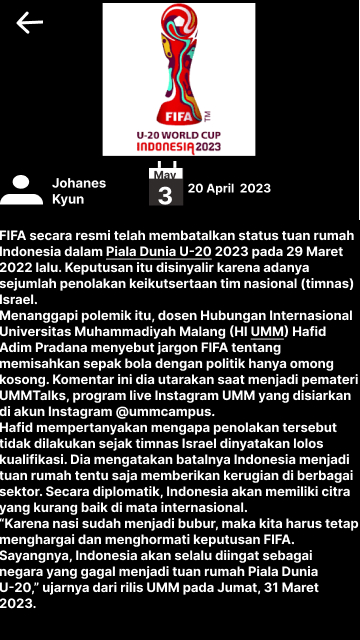 FIFA
TM
U-20 WORLD CUP
INDONESIA2023
Johanes
Kyun
May
3
20 April 2023
FIFA secara resmi telah membatalkan status tuan rumah
Indonesia dalam Piala Dunia U-20 2023 pada 29 Maret
2022 lalu. Keputusan itu disinyalir karena adanya
sejumlah penolakan keikutsertaan tim nasional (timnas)
Israel.
Menanggapi polemik itu, dosen Hubungan Internasional
Universitas Muhammadiyah Malang (HI UMM) Hafid
Adim Pradana menyebut jargon FIFA tentang
memisahkan sepak bola dengan politik hanya omong
kosong. Komentar ini dia utarakan saat menjadi pemateri
UMMTalks, program live Instagram UMM yang disiarkan
di akun Instagram @ummcampus.
Hafid mempertanyakan mengapa penolakan tersebut
tidak dilakukan sejak timnas Israel dinyatakan lolos
kualifikasi. Dia mengatakan batalnya Indonesia menjadi
tuan rumah tentu saja memberikan kerugian di berbagai
sektor. Secara diplomatik, Indonesia akan memiliki citra
yang kurang baik di mata internasional.
"Karena nasi sudah menjadi bubur, maka kita harus tetap
menghargai dan menghormati keputusan FIFA.
Sayangnya, Indonesia akan selalu diingat sebagai
negara yang gagal menjadi tuan rumah Piala Dunia
U-20," ujarnya dari rilis UMM pada Jumat, 31 Maret
2023.